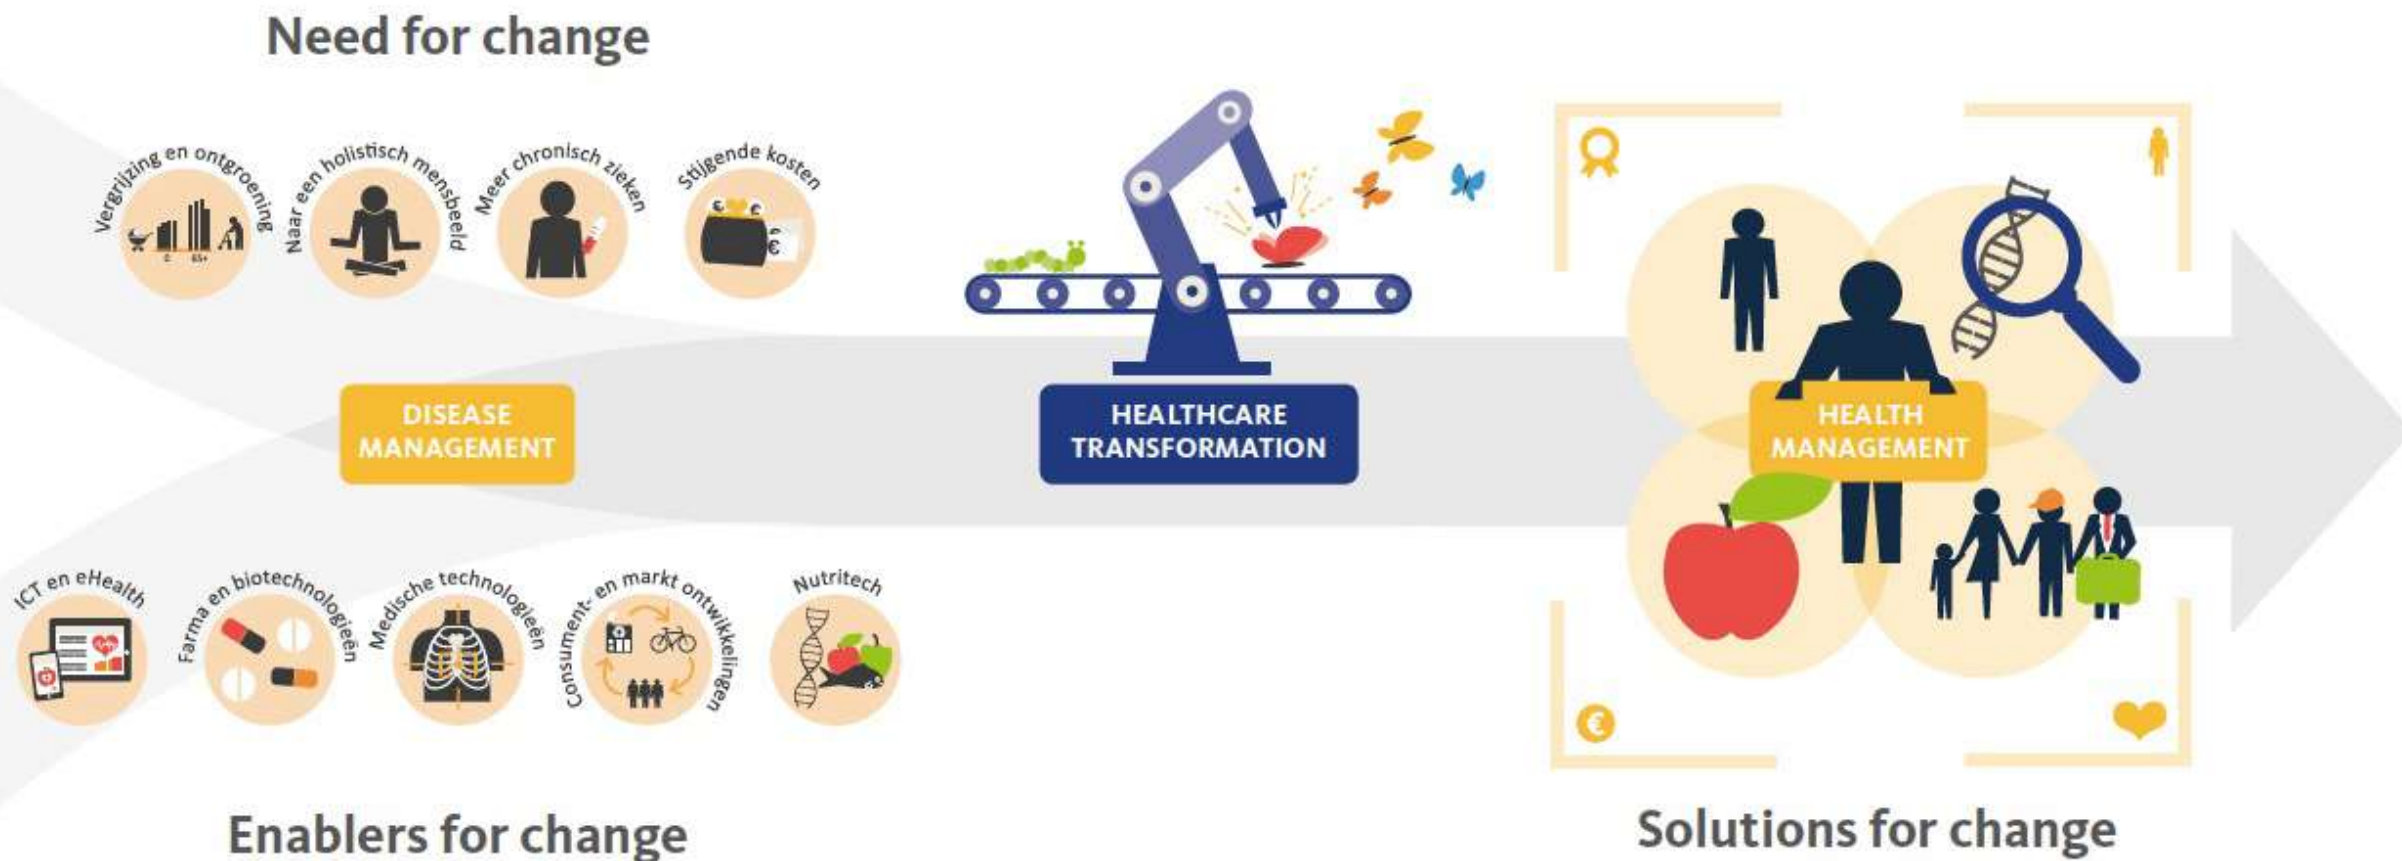 Need for change
Vergrijzing en ontgroening
Naar een holistisch mensbeeld
Meer chronisch zieken
Stijgende kosten
0 65+
€ €
€
DISEASE
MANAGEMENT
HEALTHCARE
TRANSFORMATION
HEALTH
MANAGEMENT
ICT en eHealth
Farma en biotechnologieën
Medische technologieën
Consument- en markt ontwikkelingen
Nutritech
€
Enablers for change
Solutions for change